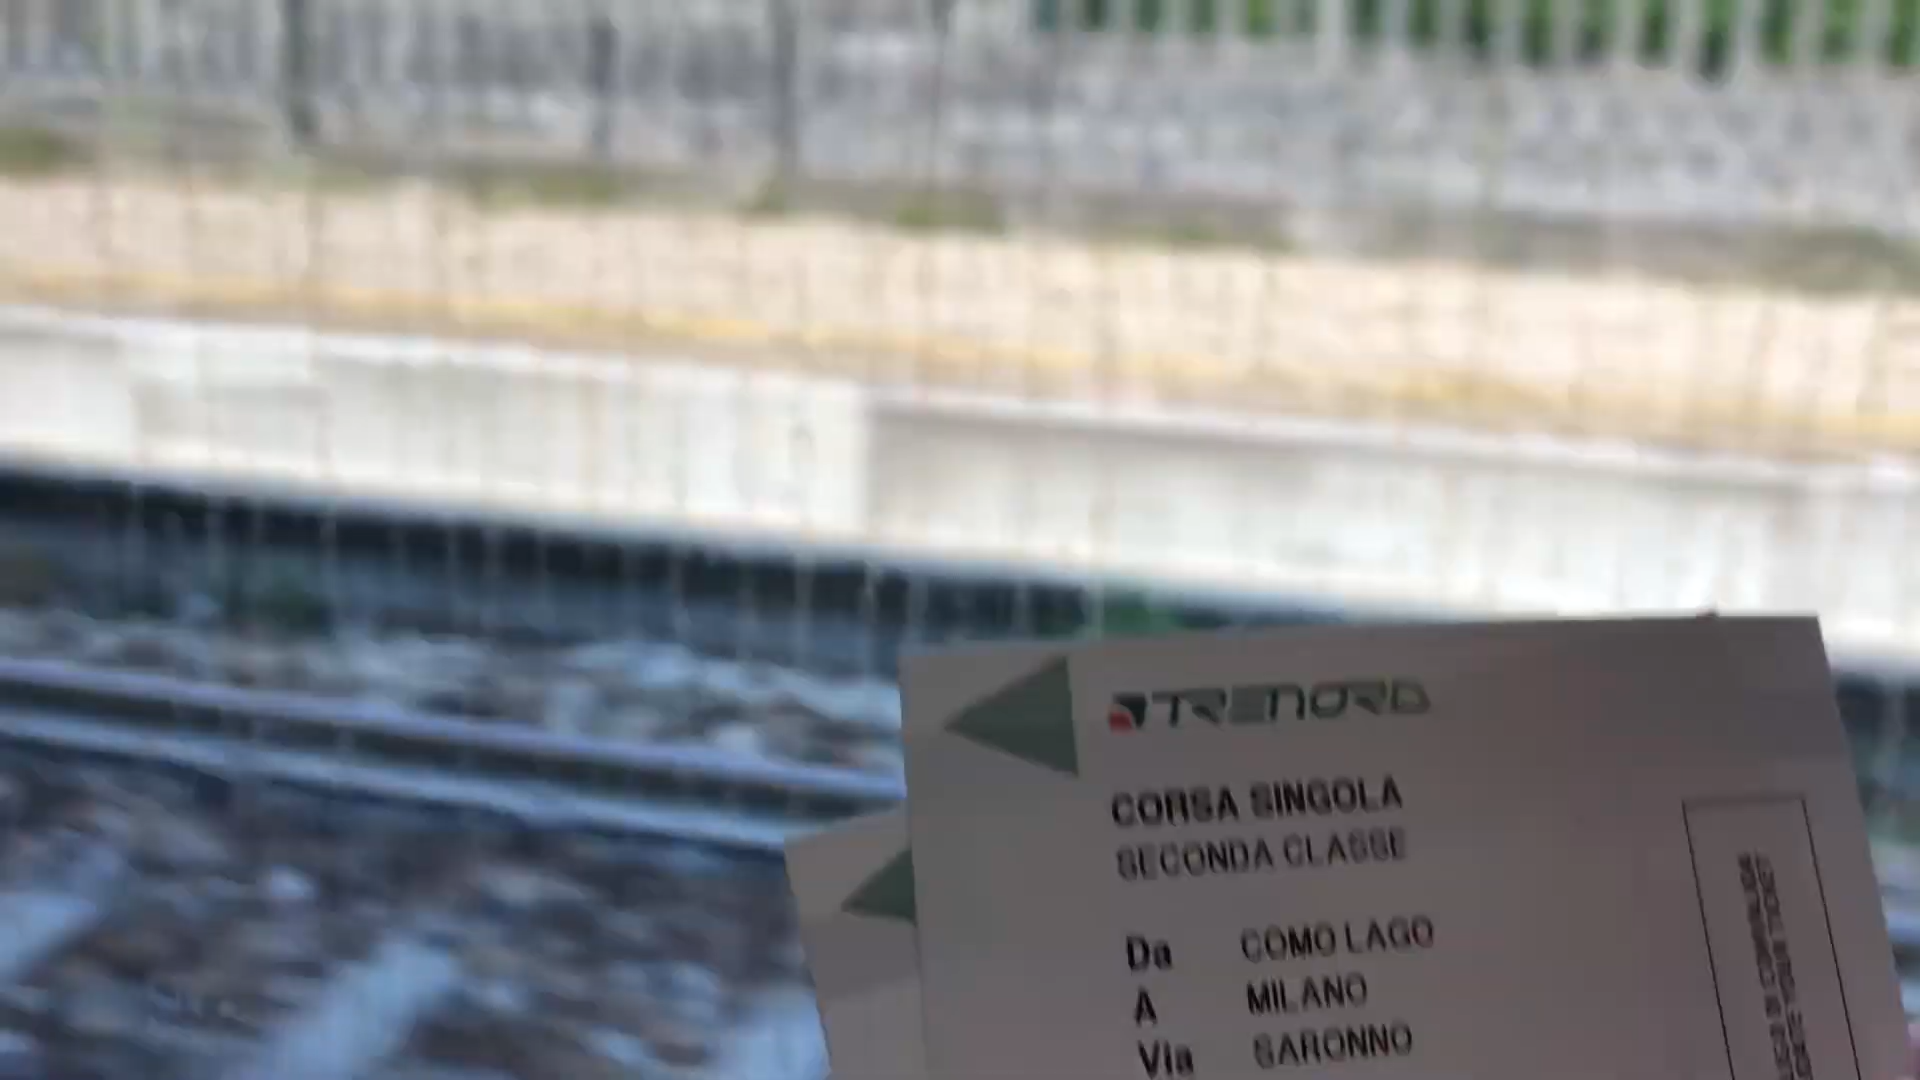 TRENORD
CORSA SINGOLA
SECONDA CLASSE
Da COMO LAGO
A MILANO
Via SARONNO